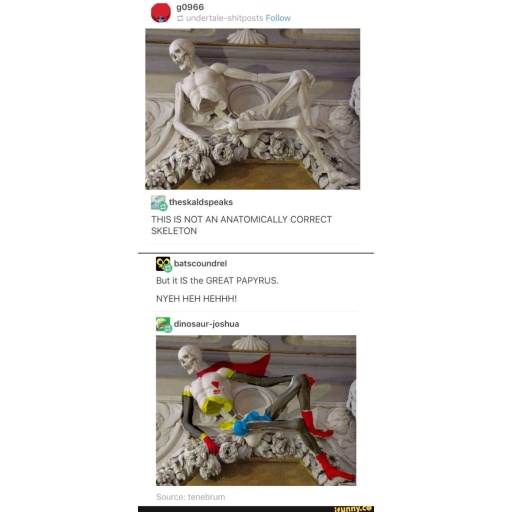 g0966
undertale-shitposts Follow
theskaldspeaks
THIS IS NOT AN ANATOMICALLY CORRECT
SKELETON
batscoundrel
But it IS the GREAT PAPYRUS.
NYEH HEH HEHHH!
dinosaur-joshua
Source: tenebrum
ifunny.co